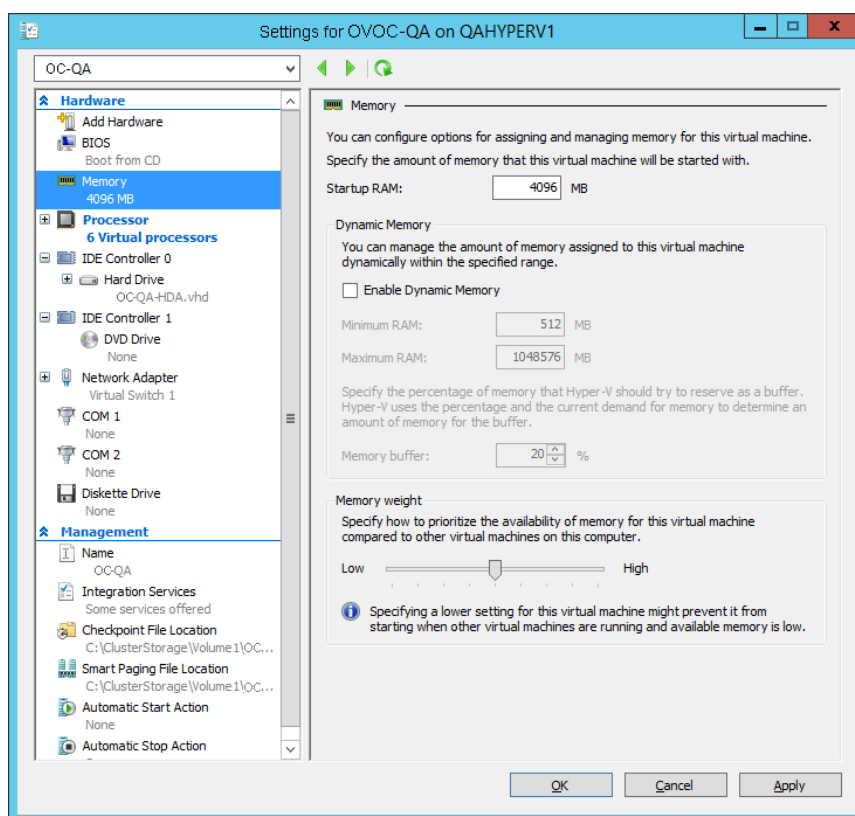 Settings for OVOC-QA on QAHYPERV1
OC-QA
Hardware
Add Hardware
BIOS
Boot from CD
Memory
4096 MB
Processor
6 Virtual processors
IDE Controller 0
Hard Drive
OC-QA-HDA.vhd
IDE Controller 1
DVD Drive
None
Network Adapter
Virtual Switch 1
COM 1
None
COM 2
None
Diskette Drive
None
Management
Name
OC-QA
Integration Services
Some services offered
Checkpoint File Location
C:\ClusterStorage\Volume1\OC...
Smart Paging File Location
C:\ClusterStorage\Volume1\OC...
Automatic Start Action
None
Automatic Stop Action
Memory
You can configure options for assigning and managing memory for this virtual machine.
Specify the amount of memory that this virtual machine will be started with.
Startup RAM: 4096 MB
Dynamic Memory
You can manage the amount of memory assigned to this virtual machine
dynamically within the specified range.
Enable Dynamic Memory
Minimum RAM: 512 MB
Maximum RAM: 1048576 MB
Specify the percentage of memory that Hyper-V should try to reserve as a buffer.
Hyper-V uses the percentage and the current demand for memory to determine an
amount of memory for the buffer.
Memory buffer: 20 %
Memory weight
Specify how to prioritize the availability of memory for this virtual machine
compared to other virtual machines on this computer.
Low High
Specifying a lower setting for this virtual machine might prevent it from
starting when other virtual machines are running and available memory is low.
OK Cancel Apply